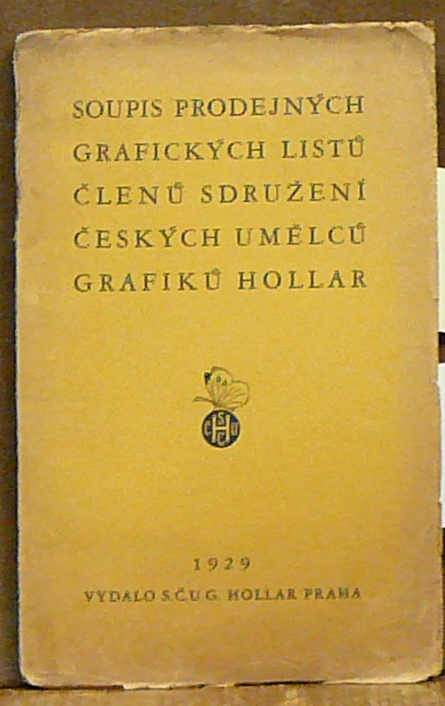 SOUPIS PRODEJNÝCH
GRAFICKÝCH LISTŮ
ČLENŮ SDRUŽENÍ
ČESKÝCH UMĚLCŮ
GRAFIKŮ HOLLAR
1929
VYDALO S.Č.U G. HOLLAR PRAHA